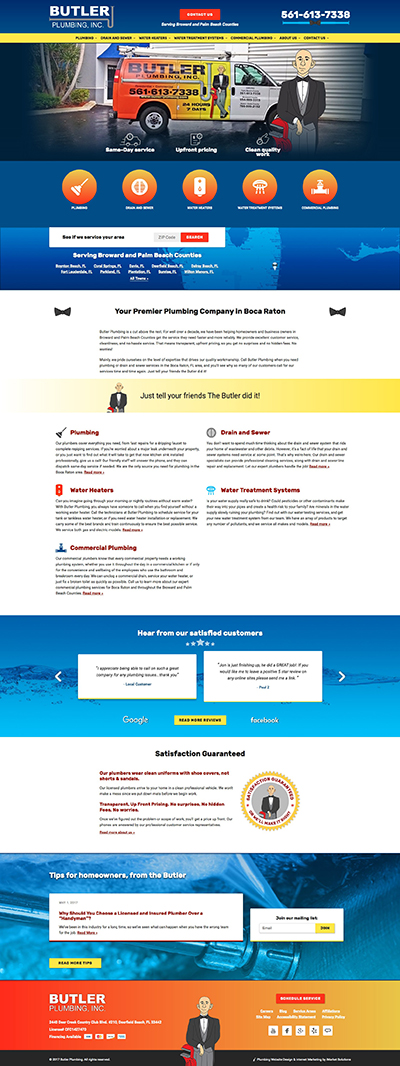 BUTLER
PLUMBING, INC.
CONTACT US
Serving Broward and Palm Beach Counties
561-613-7338
PLUMBING
DRAIN AND SEWER
WATER HEATERS
WATER TREATMENT SYSTEMS
COMMERCIAL PLUMBING
ABOUT US
CONTACT US
BUTLER
PLUMBING, INC.
561-613-7338
24 HOURS
7 DAYS
Same-Day service
Upfront pricing
Clean quality
work
PLUMBING
DRAIN AND SEWER
WATER HEATERS
WATER TREATMENT SYSTEMS
COMMERCIAL PLUMBING
See if we service your area
ZIP Code
SEARCH
Serving Broward and Palm Beach Counties
Boynton Beach, FL
Coral Springs, FL
Davie, FL
Deerfield Beach, FL
Delray Beach, FL
Fort Lauderdale, FL
Parkland, FL
Plantation, FL
Sunrise, FL
Wilton Manors, FL
All Towns »
Your Premier Plumbing Company in Boca Raton
Butler Plumbing is a cut above the rest. For well over a decade, we have been helping homeowners and business owners in
Broward and Palm Beach Counties get the service they need faster and more reliably. We provide excellent customer service,
cleanliness, and no-hassle service. That means transparent, upfront pricing, so you get no surprises and no hidden fees. No
worries!
Mainly we pride ourselves on the level of expertise that drives our quality workmanship. Call Butler Plumbing when you need
plumbing or drain and sewer services in the Boca Raton, FL area, and you'll see why so many of our customers call for our
services time and time again. Just tell your friends the Butler did it!
Just tell your friends The Butler did it!
Plumbing
Our plumbers cover everything you need, from fast repairs for a dripping faucet to
complete repiping services. If you're worried about a major leak underneath your property,
or you just want to find out what it will take to get that new kitchen sink installed
professionally, give us a call! Our friendly staff will answer the phone, and they can
dispatch same-day service if needed. We are the only source you need for plumbing in the
Boca Raton area. Read more »
Drain and Sewer
You don't want to spend much time thinking about the drain and sewer system that ride
your home of wastewater and other debris. However, it's a fact of life that your drain and
sewer systems need service at some point. That's why we're here. Our drain and sewer
specialists can provide professional cleaning services, along with drain and sewer line
repair and replacement. Let our expert plumbers handle the job! Read more »
Water Heaters
Can you imagine going through your morning or nightly routines without warm water?
With Butler Plumbing, you always have someone to call when you find yourself without a
working water heater. Call the technicians at Butler Plumbing to schedule service for your
tank or tankless water heater, or if you need water heater installation or replacement. We
carry some of the best brands and train continuously to ensure the best possible service.
We service both gas and electric models. Read more »
Water Treatment Systems
Is your water supply really safe to drink? Could pesticides or other contaminants make
their way into your pipes and create a health risk to your family? Are minerals in the water
supply slowly ruining your plumbing? Find out with our water testing services, and get
your new water treatment system from our team. We have an array of products to target
any number of pollutants, and we service all makes and models. Read more »
Commercial Plumbing
Our commercial plumbers know that every commercial property needs a working
plumbing system, whether you use it throughout the day in a commercial kitchen or if only
for the convenience and wellbeing of the employees who use the bathroom and
breakroom every day. We can unclog a commercial drain, service your water heater, or
just fix a broken toilet as quickly as possible. Call us to learn more about our expert
commercial plumbing services for Boca Raton and throughout the Broward and Palm
Beach Counties. Read more »
Hear from our satisfied customers
"I appreciate being able to call on such a great
company for any plumbing issues...thank you"
- Local Customer
"Jon is just finishing up, he did a GREAT job! If you
would like me to leave a positive 5 star review on
any online sites please send me a link."
- Paul S
Google
READ MORE REVIEWS
facebook
Satisfaction Guaranteed
Our plumbers wear clean uniforms with shoe covers, not
shorts & sandals.
Our licensed plumbers arrive to your home in a clean professional vehicle. We won't
make a mess once we put down mats before we begin work.
Transparent, Up Front Pricing. No surprises. No hidden
Fees, No worries.
Once we've figured out the problem or scope of work, you'll get a price up front. Our
phones are answered by our professional customer service representatives.
Read more about us »
SATISFACTION GUARANTEED
OR WE'LL MAKE IT RIGHT
Tips for homeowners, from the Butler
MAY 1, 2017
Why Should You Choose a Licensed and Insured Plumber Over a
"Handyman"?
We've been in this industry for a long time, so we've seen what can happen when you have the wrong team
for the job. Read More »
READ MORE TIPS
Join our mailing list:
Email
BUTLER
PLUMBING, INC.
2443 Deer Creek Country Club Blvd. Deerfield Beach, FL 33442
Financing Available
SCHEDULE SERVICE
Careers
Blog
Service Areas
Affiliations
Site Map
Accessibility Statement
Privacy Policy
© 2017 Butler Plumbing. All rights reserved.
Plumbing Website Design & Internet Marketing by iMarket Solutions